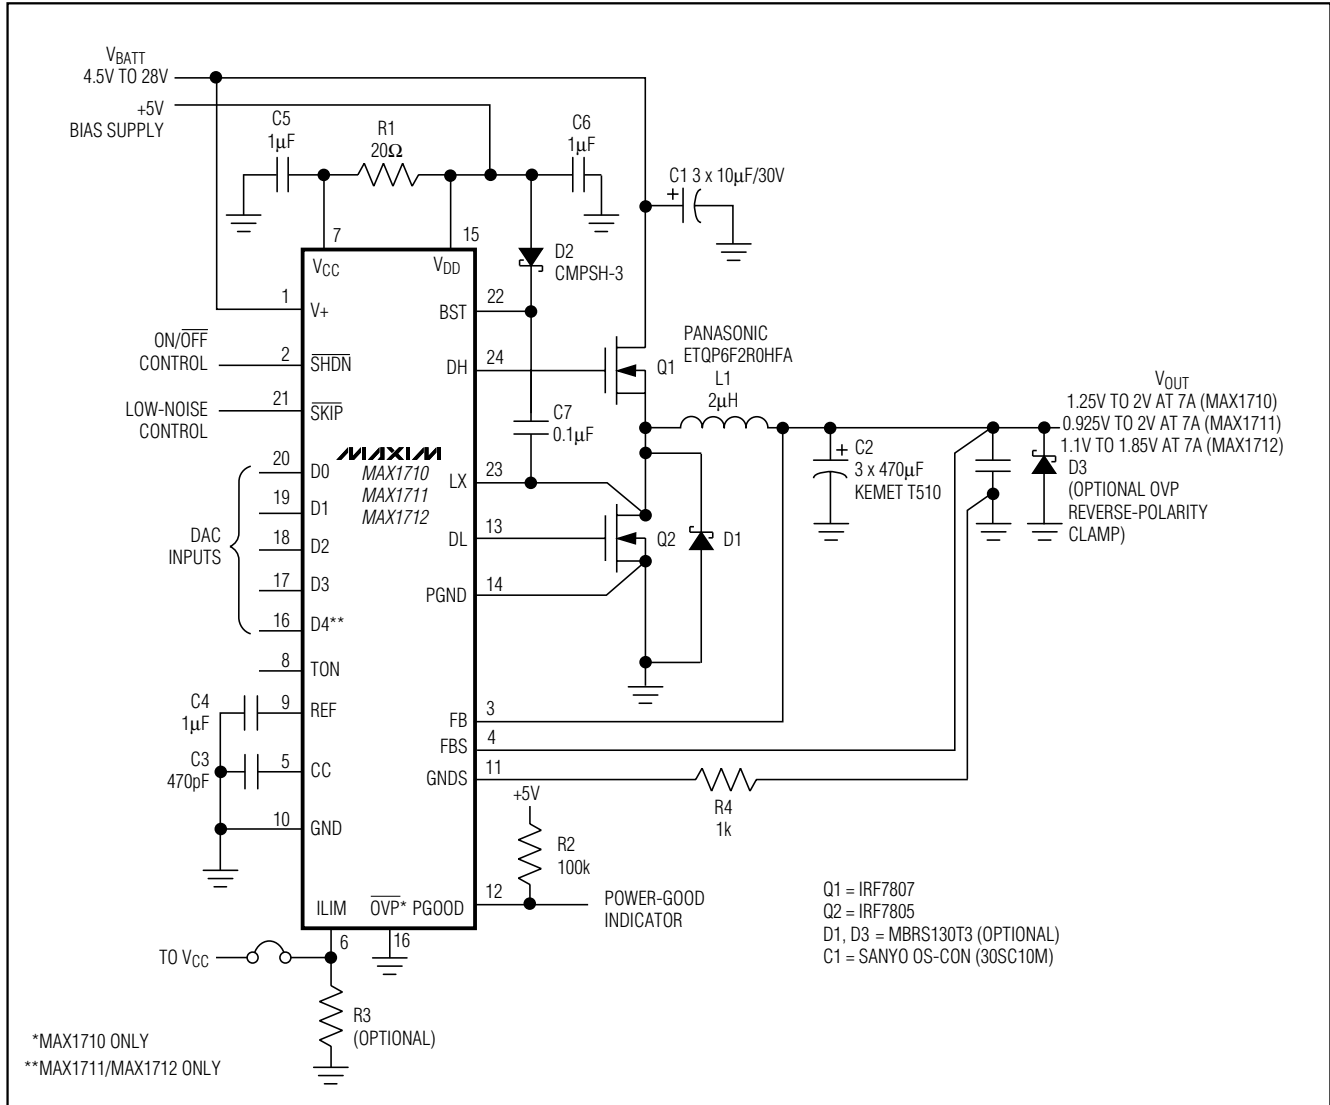 VBATT
4.5V TO 28V
+5V
BIAS SUPPLY
C5
1µF
R1
20Ω
C6
1µF
C1 3 x 10µF/30V
+
7
15
VCC
VDD
D2
CMPSH-3
1
V+
BST
22
ON/OFF
CONTROL
2
SHDN
DH
24
Q1
PANASONIC
ETQP6F2R0HFA
L1
2µH
LOW-NOISE
CONTROL
21
SKIP
C7
0.1µF
VOUT
1.25V TO 2V AT 7A (MAX1710)
0.925V TO 2V AT 7A (MAX1711)
1.1V TO 1.85V AT 7A (MAX1712)
MAXIM
MAX1710
MAX1711
MAX1712
DAC
INPUTS
20
D0
19
D1
18
D2
17
D3
16
D4**
LX
23
DL
13
Q2
D1
PGND
14
+
C2
3 x 470µF
KEMET T510
D3
(OPTIONAL OVP
REVERSE-POLARITY
CLAMP)
8
TON
C4
1µF
9
REF
C3
470pF
5
CC
10
GND
FB
3
FBS
4
GNDS
11
R4
1k
+5V
R2
100k
12
POWER-GOOD
INDICATOR
ILIM
OVP*
PGOOD
6
16
TO VCC
R3
(OPTIONAL)
Q1 = IRF7807
Q2 = IRF7805
D1, D3 = MBRS130T3 (OPTIONAL)
C1 = SANYO OS-CON (30SC10M)
*MAX1710 ONLY
**MAX1711/MAX1712 ONLY